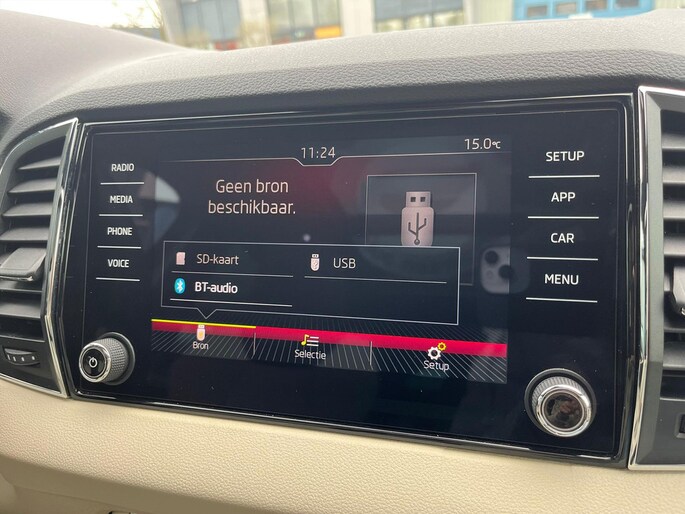 11:24
15.0°C
RADIO
MEDIA
PHONE
VOICE
Geen bron
beschikbaar.
SD-kaart
USB
BT-audio
Bron
Selectie
Setup
SETUP
APP
CAR
MENU